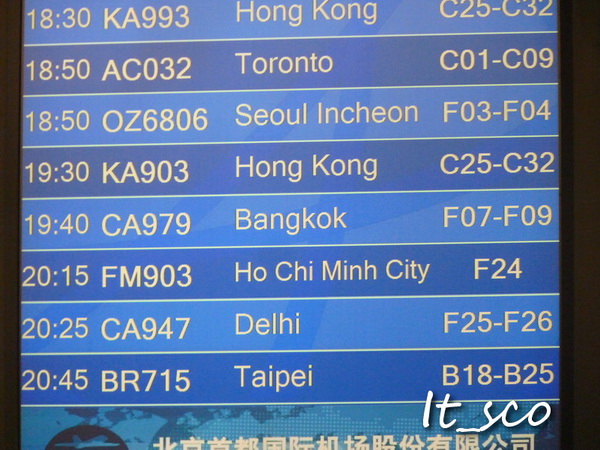 18:30 KA993 Hong Kong C25-C32
18:50 AC032 Toronto C01-C09
18:50 OZ6806 Seoul Incheon F03-F04
19:30 KA903 Hong Kong C25-C32
19:40 CA979 Bangkok F07-F09
20:15 FM903 Ho Chi Minh City F24
20:25 CA947 Delhi F25-F26
20:45 BR715 Taipei B18-B25
lt_sco
北京首都国际机场股份有限公司